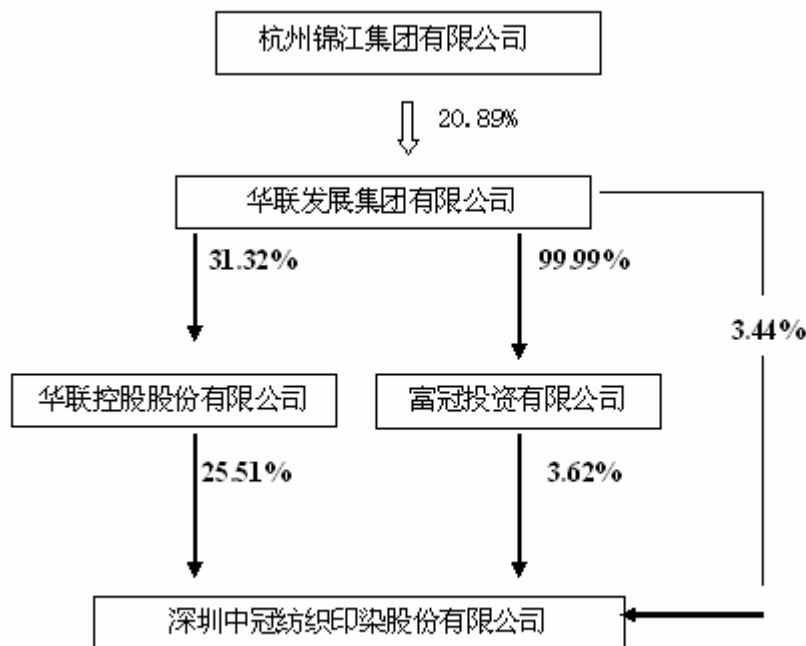 杭州锦江集团有限公司
20.89%
华联发展集团有限公司
31.32%
99.99%
3.44%
华联控股股份有限公司
富冠投资有限公司
25.51%
3.62%
深圳中冠纺织印染股份有限公司